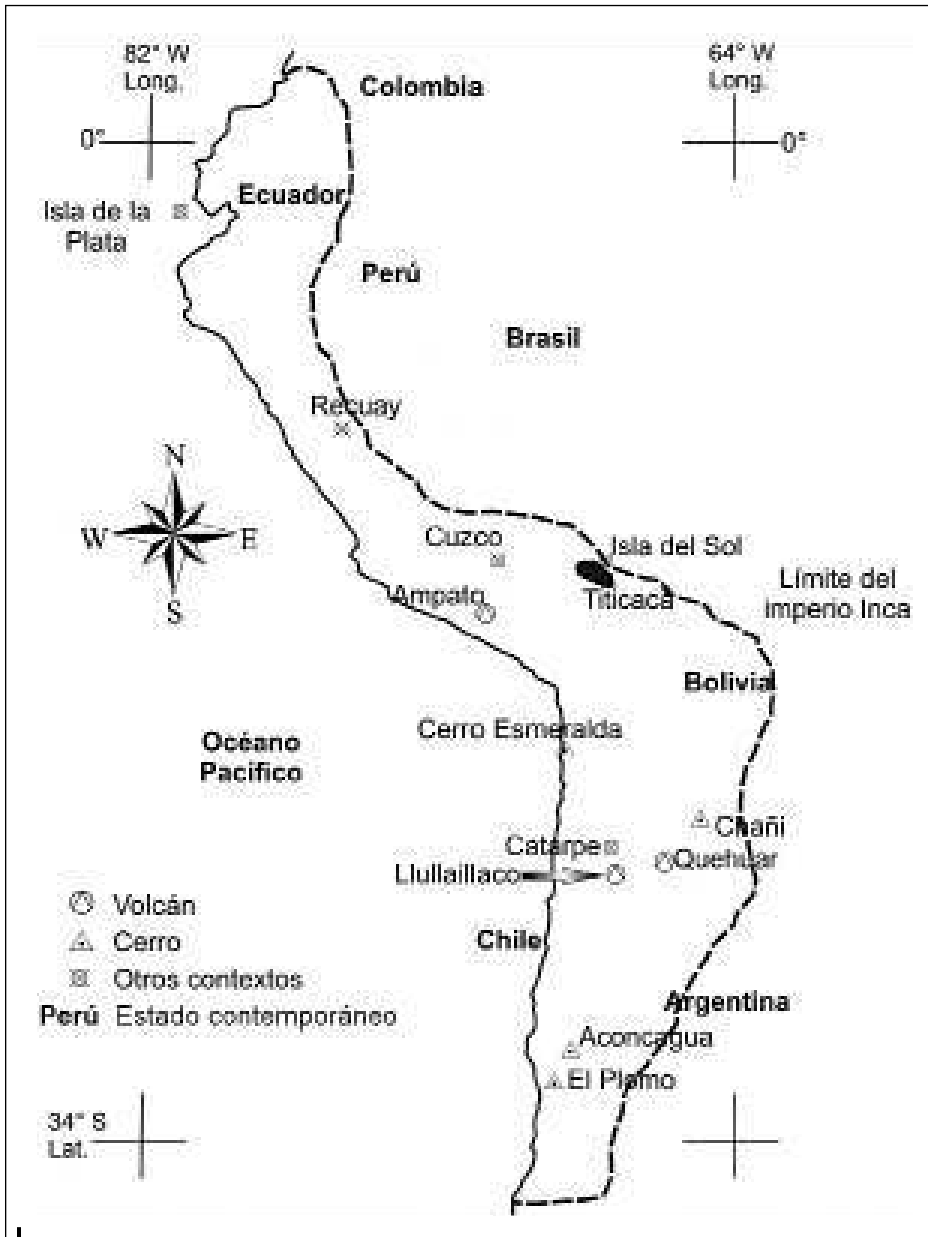 82° W
Long.
64° W
Long.
Colombia
0°
0°
Ecuador
Isla de la
Plata
Perú
Brasil
Recuay
N
W E
S
Cuzco
Isla del Sol
Titicaca
Límite del
imperio Inca
Ampato
Bolivia
Cerro Esmeralda
Océano
Pacífico
Chañi
Catarpe
Quehuar
Llullaillaco
Volcán
Cerro
Chile
Otros contextos
Argentina
Perú Estado contemporáneo
Aconcagua
El Plomo
34° S
Lat.